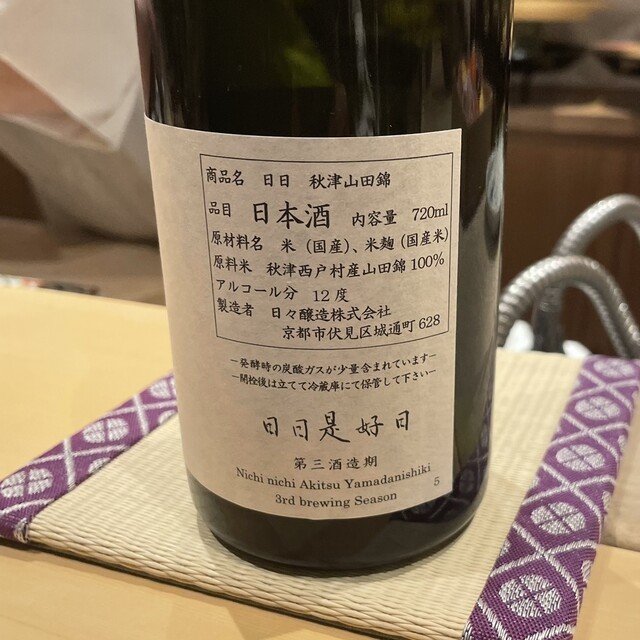 商品名 日日 秋津山田錦
品目 日本酒 内容量 720ml
原材料名 米（国産）、米麹（国産米）
原料米 秋津西戸村産山田錦 100%
アルコール分 12度
製造者 日々醸造株式会社
京都市伏見区城通町 628
—発酵時の炭酸ガスが少量含まれています—
—開栓後は立てて冷蔵庫にて保管して下さい—
日日是好日
第三酒造期
Nichi nichi Akitsu Yamadanishiki
3rd brewing Season 5